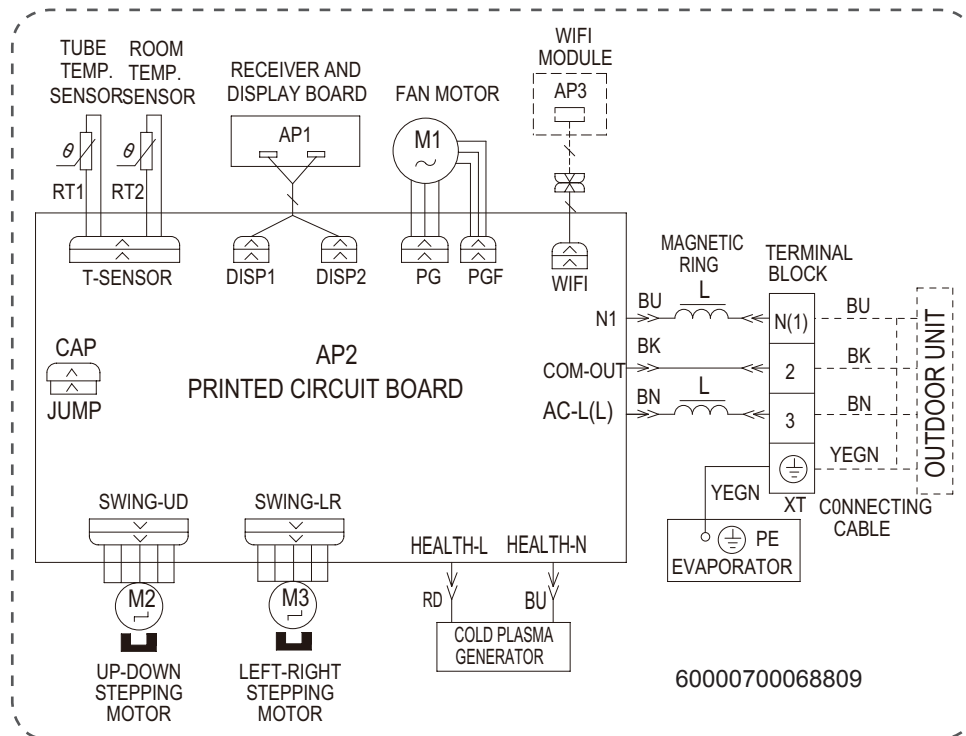 TUBE
TEMP.
SENSOR
ROOM
TEMP.
SENSOR
RECEIVER AND
DISPLAY BOARD
FAN MOTOR
WIFI
MODULE
AP3
AP1
M1
θ
θ
RT1
RT2
T-SENSOR
DISP1
DISP2
PG
PGF
WIFI
MAGNETIC
RING
TERMINAL
BLOCK
L
BU
N1
N(1)
BU
CAP
JUMP
AP2
PRINTED CIRCUIT BOARD
BK
COM-OUT
2
BK
BN
L
AC-L(L)
3
BN
YEGN
OUTDOOR UNIT
YEGN
XT
C0NNECTING
CABLE
PE
EVAPORATOR
SWING-UD
SWING-LR
HEALTH-L
HEALTH-N
M2
M3
RD
BU
COLD PLASMA
GENERATOR
UP-DOWN
STEPPING
MOTOR
LEFT-RIGHT
STEPPING
MOTOR
60000700068809